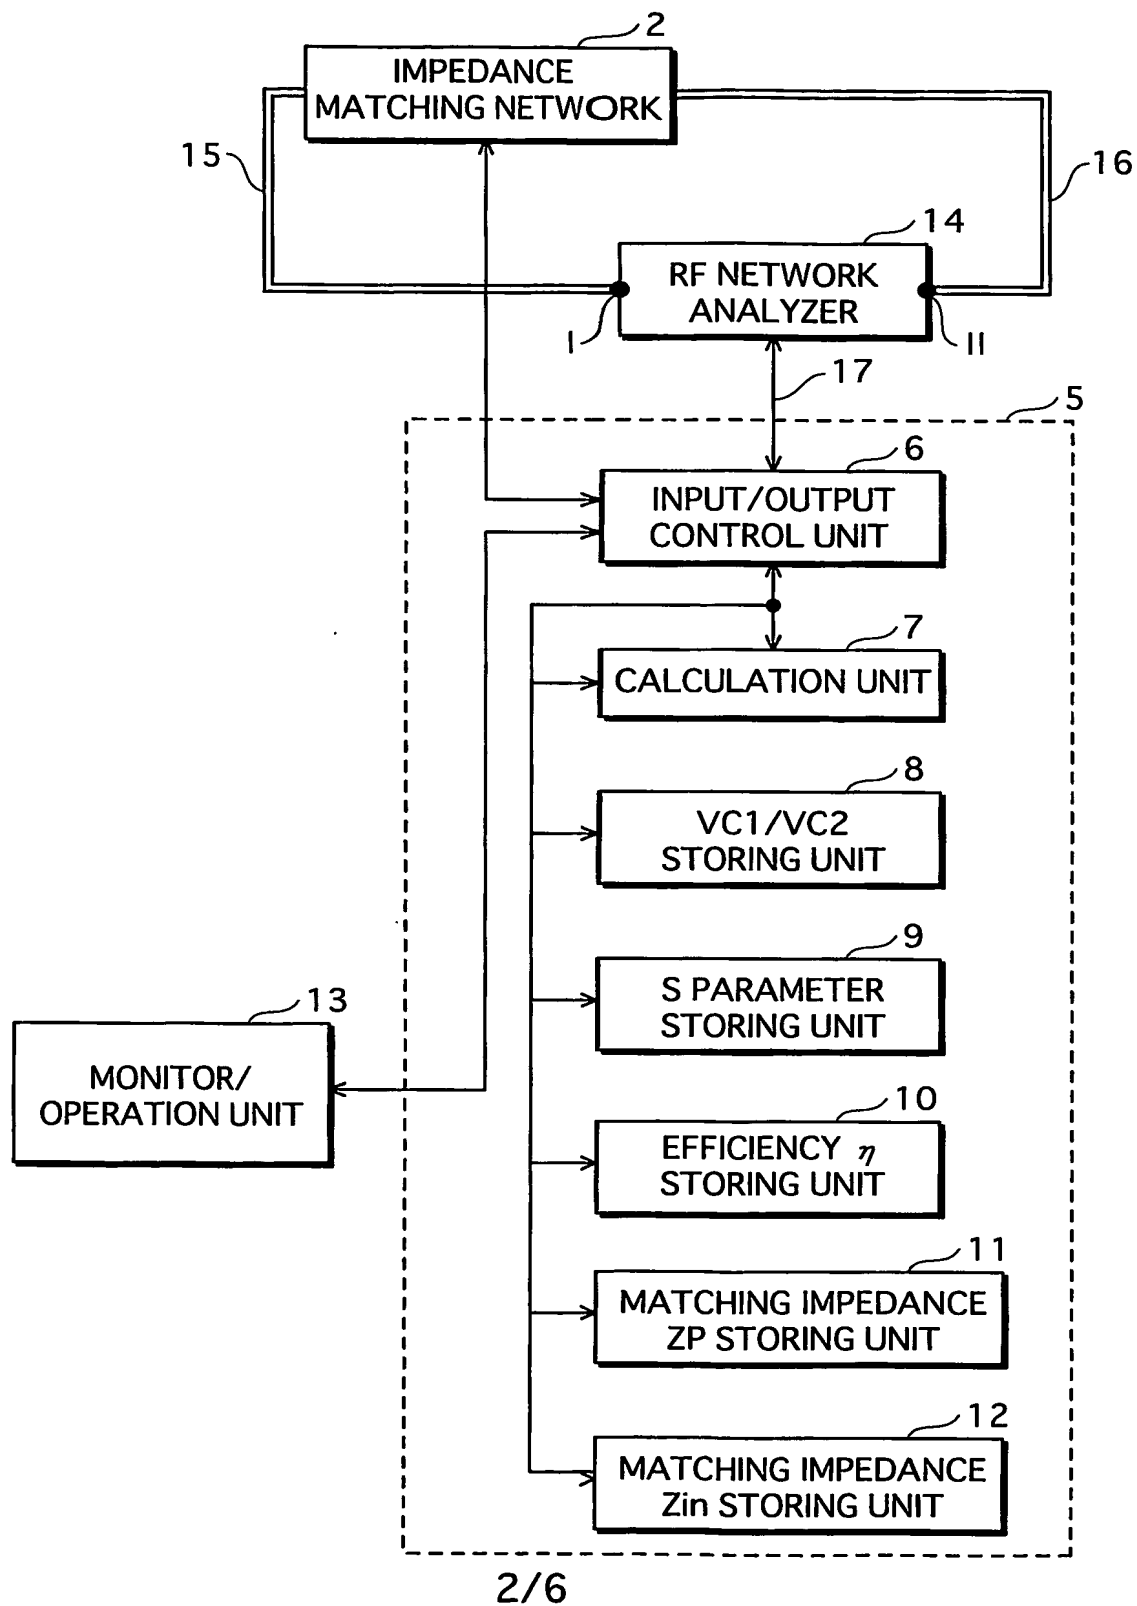 2
IMPEDANCE
MATCHING NETWORK
15
16
14
RF NETWORK
ANALYZER
I
II
17
5
6
INPUT/OUTPUT
CONTROL UNIT
7
CALCULATION UNIT
8
VC1/VC2
STORING UNIT
9
S PARAMETER
STORING UNIT
13
MONITOR/
OPERATION UNIT
10
EFFICIENCY η
STORING UNIT
11
MATCHING IMPEDANCE
ZP STORING UNIT
12
MATCHING IMPEDANCE
Zin STORING UNIT
2/6